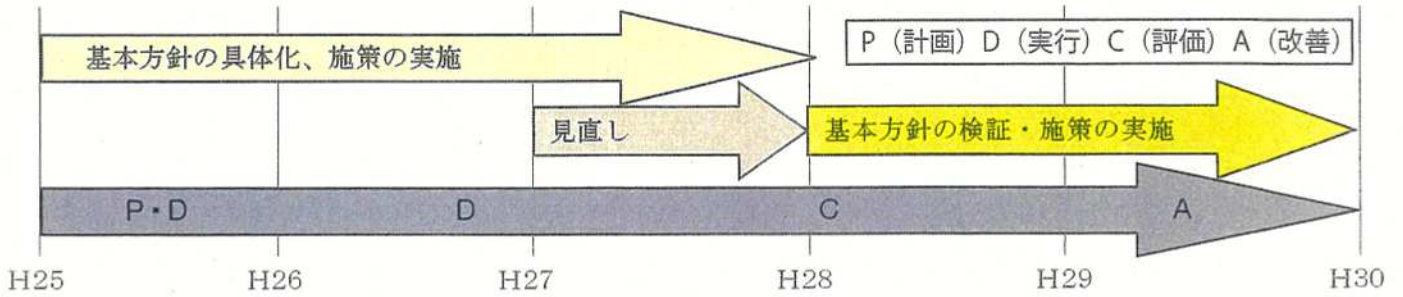 基本方針の具体化、施策の実施
P（計画）D（実行）C（評価）A（改善）
見直し
基本方針の検証・施策の実施
P・D D C A
H25 H26 H27 H28 H29 H30